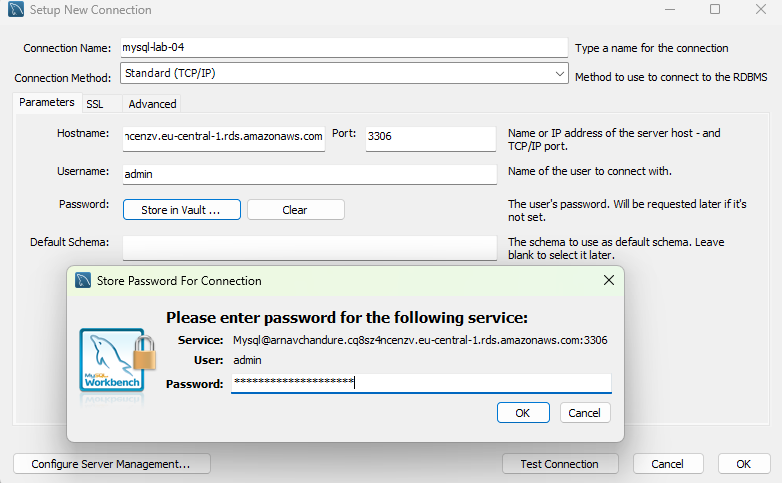 Setup New Connection
Connection Name: mysql-lab-04 Type a name for the connection
Connection Method: Standard (TCP/IP) Method to use to connect to the RDBMS
Parameters SSL Advanced
Hostname: ncenzv.eu-central-1.rds.amazonaws.com Port: 3306 Name or IP address of the server host - and
TCP/IP port.
Username: admin Name of the user to connect with.
Password: Store in Vault ... Clear The user's password. Will be requested later if it's
not set.
Default Schema: The schema to use as default schema. Leave
blank to select it later.
Store Password For Connection
Please enter password for the following service:
Service: Mysql@arnavchandure.cq8sz4ncenzv.eu-central-1.rds.amazonaws.com:3306
User: admin
Password: ********************
MySQL
Workbench
OK Cancel
Configure Server Management... Test Connection Cancel OK